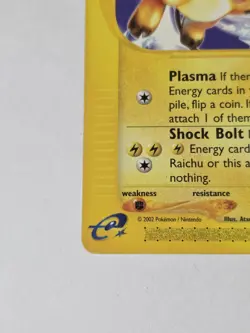 Plasma If ther
Energy cards in
pile, flip a coin. I
attach 1 of them
Shock Bolt
Energy card
Raichu or this a
nothing.
weakness resistance
© 2002 Pokémon / Nintendo Illus. Ata
e